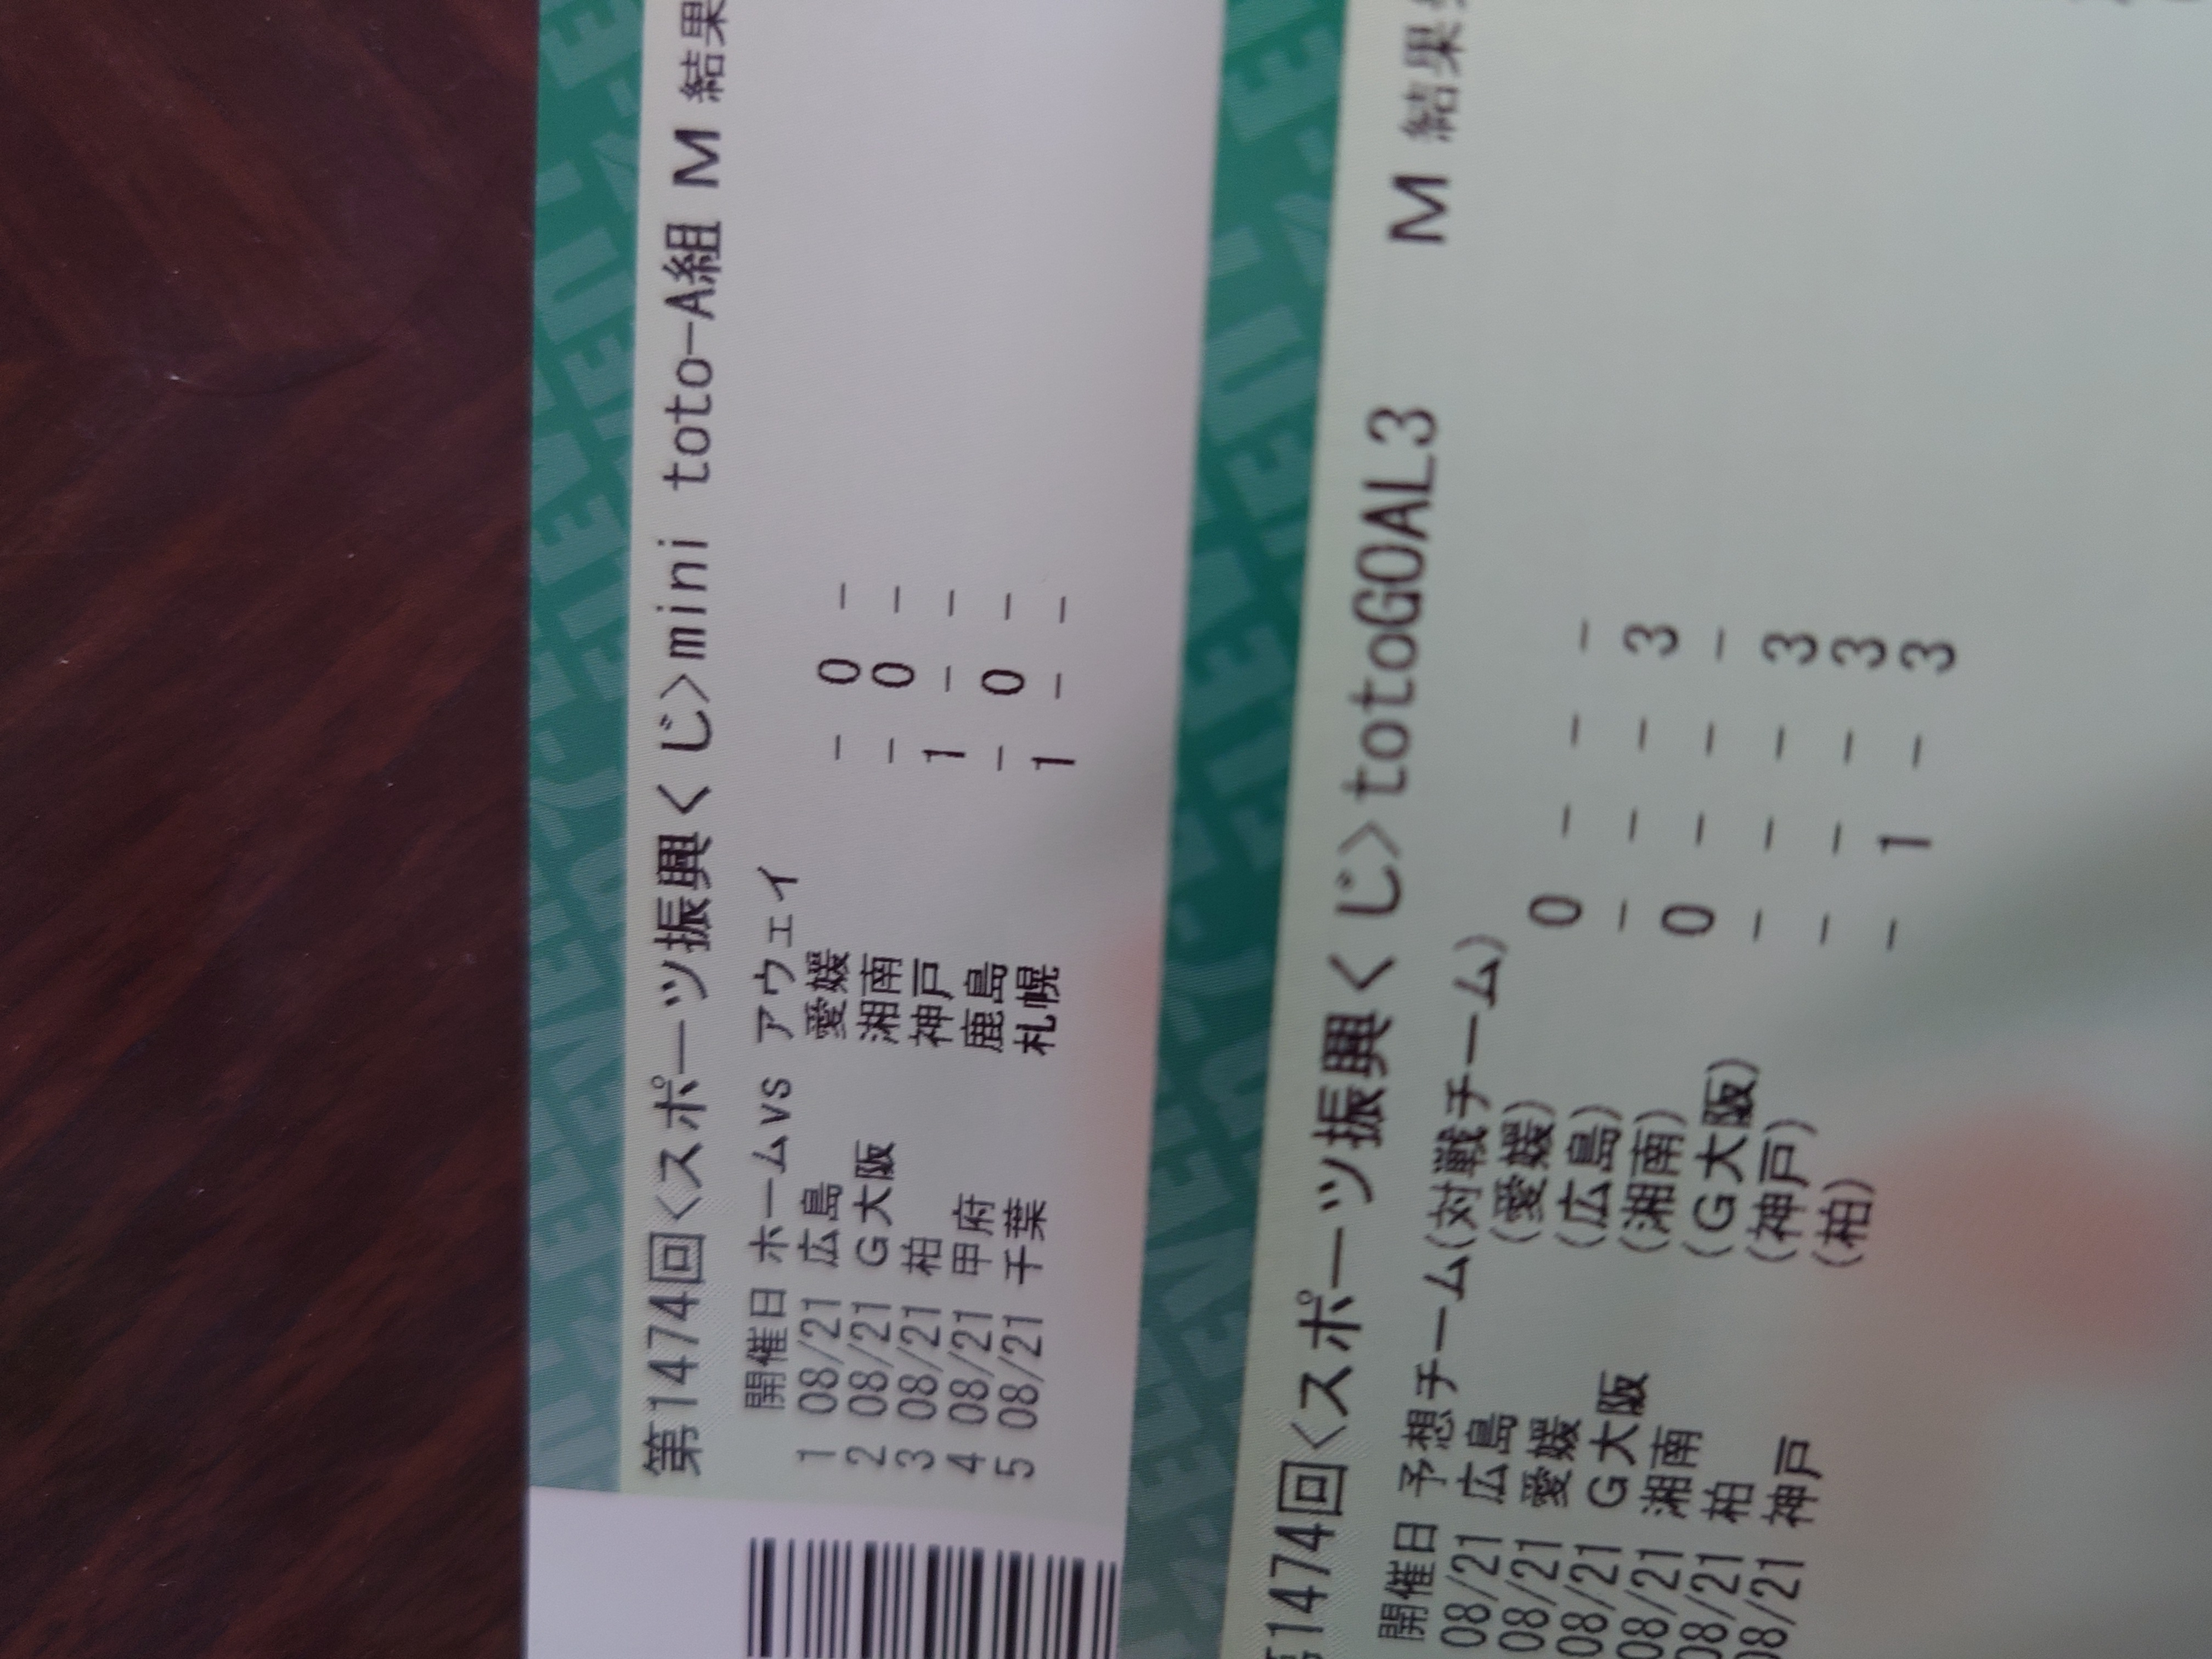 第1474回<スポーツ振興くじ>mini toto-A組 M 結果
開催日 ホームvs アウェイ
1 08/21 広島 愛媛 - 0 -
2 08/21 G大阪 湘南 - 0 -
3 08/21 柏 神戸 1 - -
4 08/21 甲府 鹿島 - 0 -
5 08/21 千葉 札幌 1 - -
第1474回<スポーツ振興くじ>totoGOAL3 M 結果
開催日 予想チーム(対戦チーム)
08/21 広島 (愛媛) 0 - - -
08/21 愛媛 (広島) - - - 3
08/21 G大阪 (湘南) 0 - - -
08/21 湘南 (G大阪) - - - 3
08/21 柏 (神戸) - - - 3
08/21 神戸 (柏) - 1 - 3